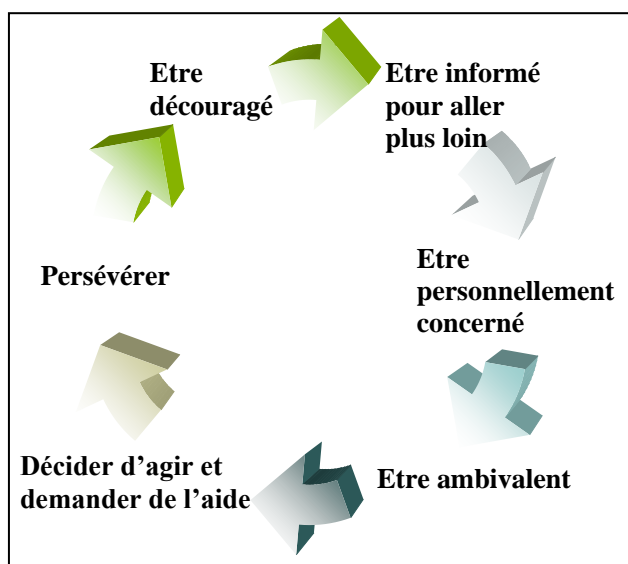 Etre
découragé
Etre informé
pour aller
plus loin
Etre
personnellement
concerné
Etre ambivalent
Décider d’agir et
demander de l’aide
Persévérer